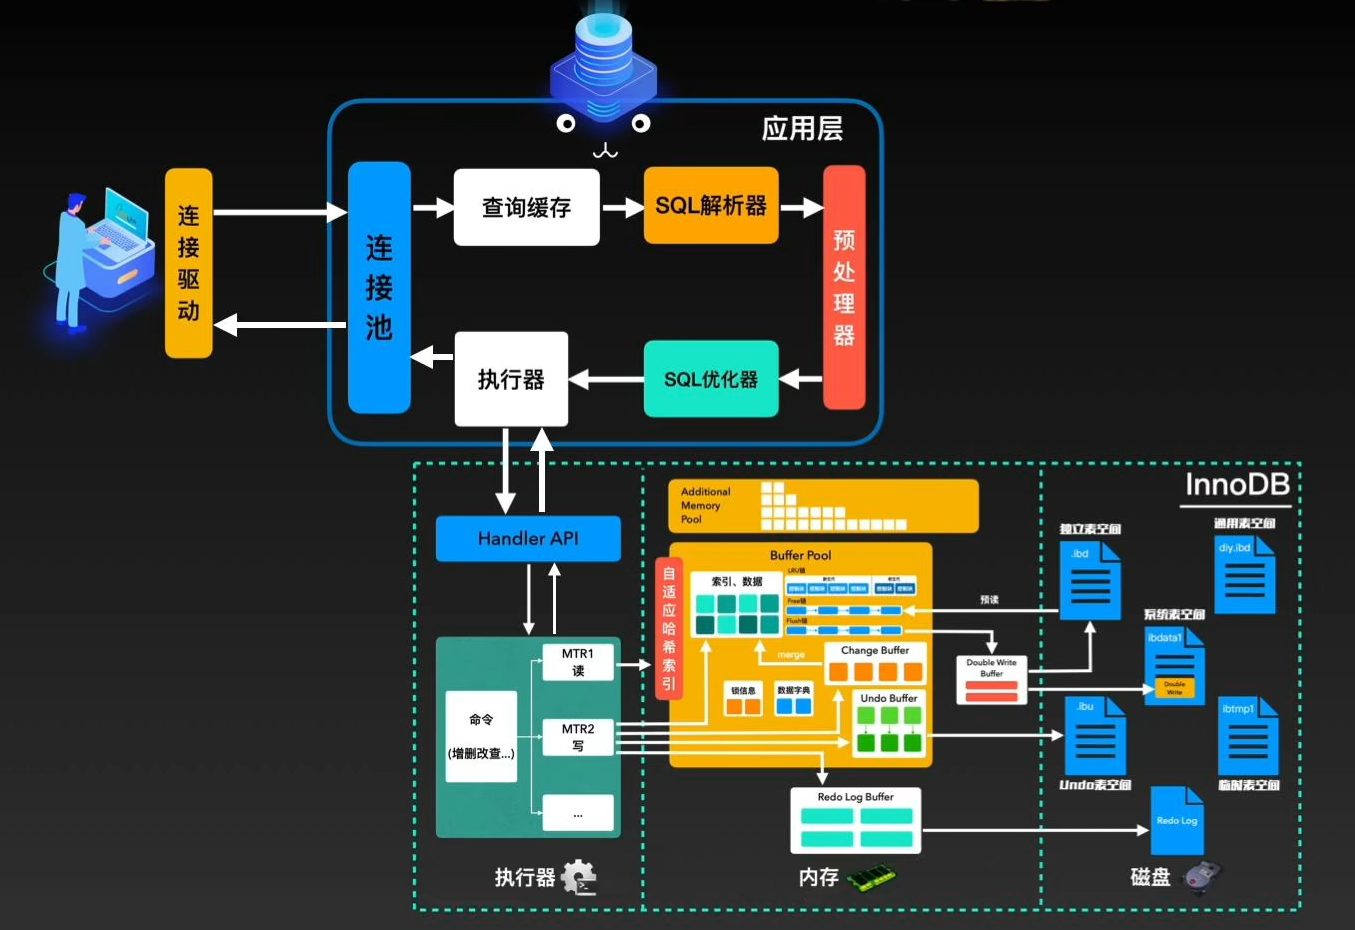 应用层
连接驱动
连接池
查询缓存
SQL解析器
预处理器
执行器
SQL优化器
InnoDB
Handler API
Additional
Memory
Pool
Buffer Pool
自适应哈希索引
索引、数据
LRU链
Free链
Flush链
预读
merge
Change Buffer
锁信息
数据字典
Undo Buffer
Double Write
Buffer
独立表空间
.ibd
通用表空间
diy.ibd
系统表空间
ibdata1
Double
Write
.ibu
Undo表空间
ibtmp1
临时表空间
命令
(增删改查...)
MTR1
读
MTR2
写
...
Redo Log Buffer
Redo Log
执行器
内存
磁盘